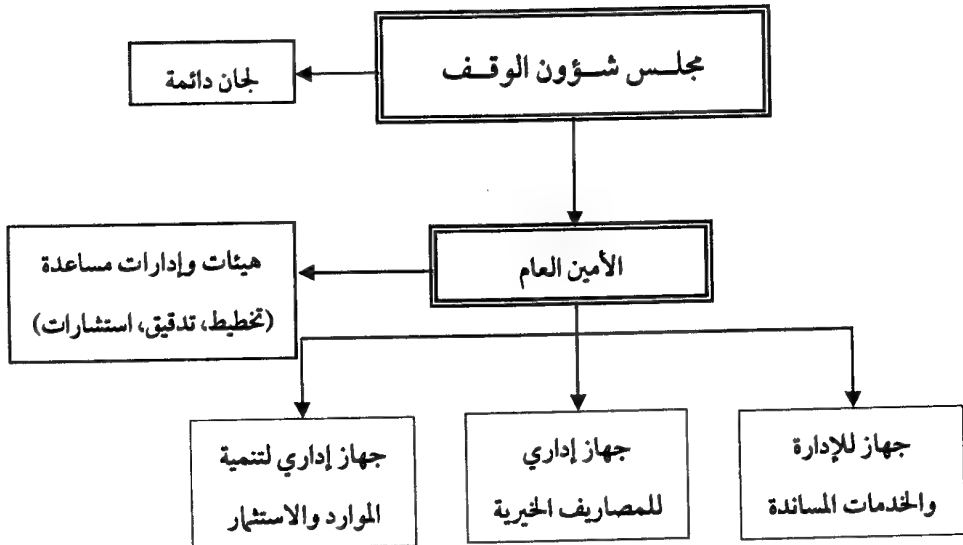 مجلس شؤون الوقف
لجان دائمة
الأمين العام
هيئات وإدارات مساعدة
(تخطيط، تدقيق، استشارات)
جهاز للإدارة
والخدمات المساندة
جهاز إداري
للمصاريف الخيرية
جهاز إداري لتنمية
الموارد والاستثمار